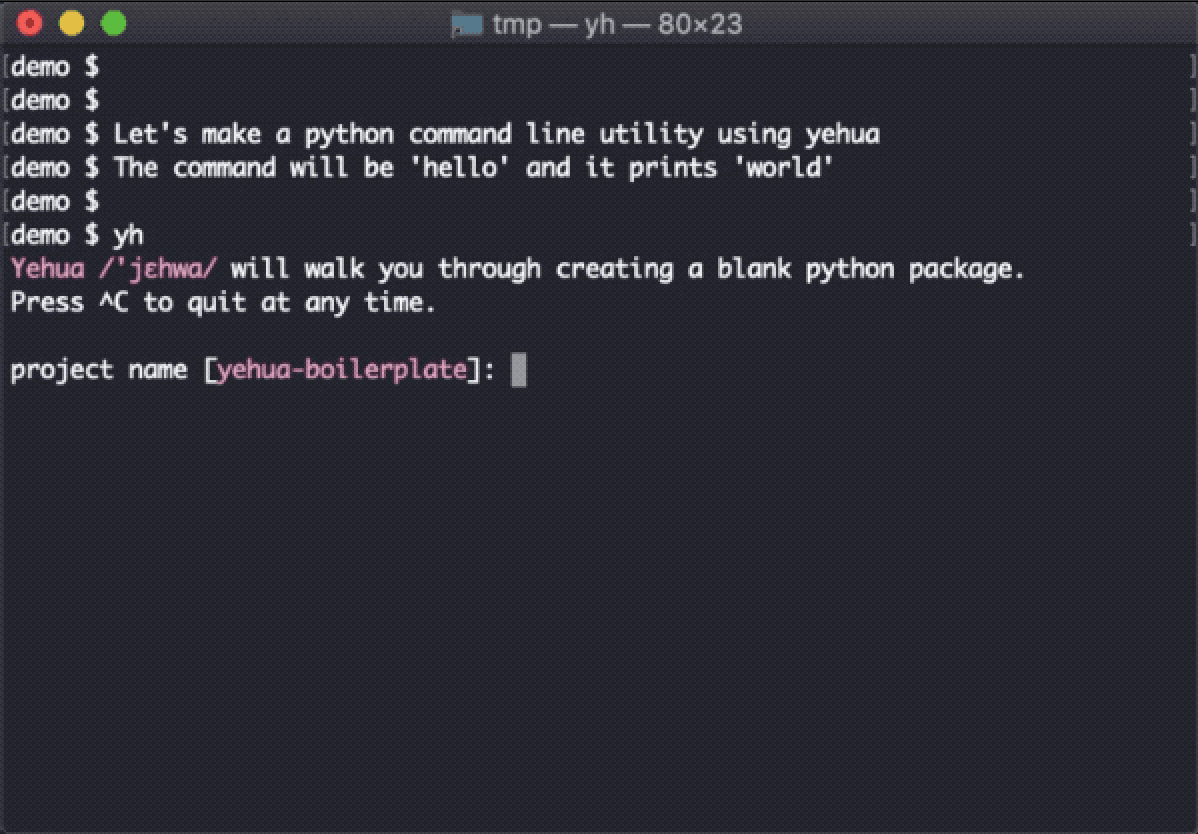 tmp — yh — 80×23
[demo $ ]
[demo $ ]
[demo $ Let's make a python command line utility using yehua ]
[demo $ The command will be 'hello' and it prints 'world' ]
[demo $ ]
[demo $ yh ]
Yehua /'jɛhwa/ will walk you through creating a blank python package.
Press ^C to quit at any time.
project name [yehua-boilerplate]: